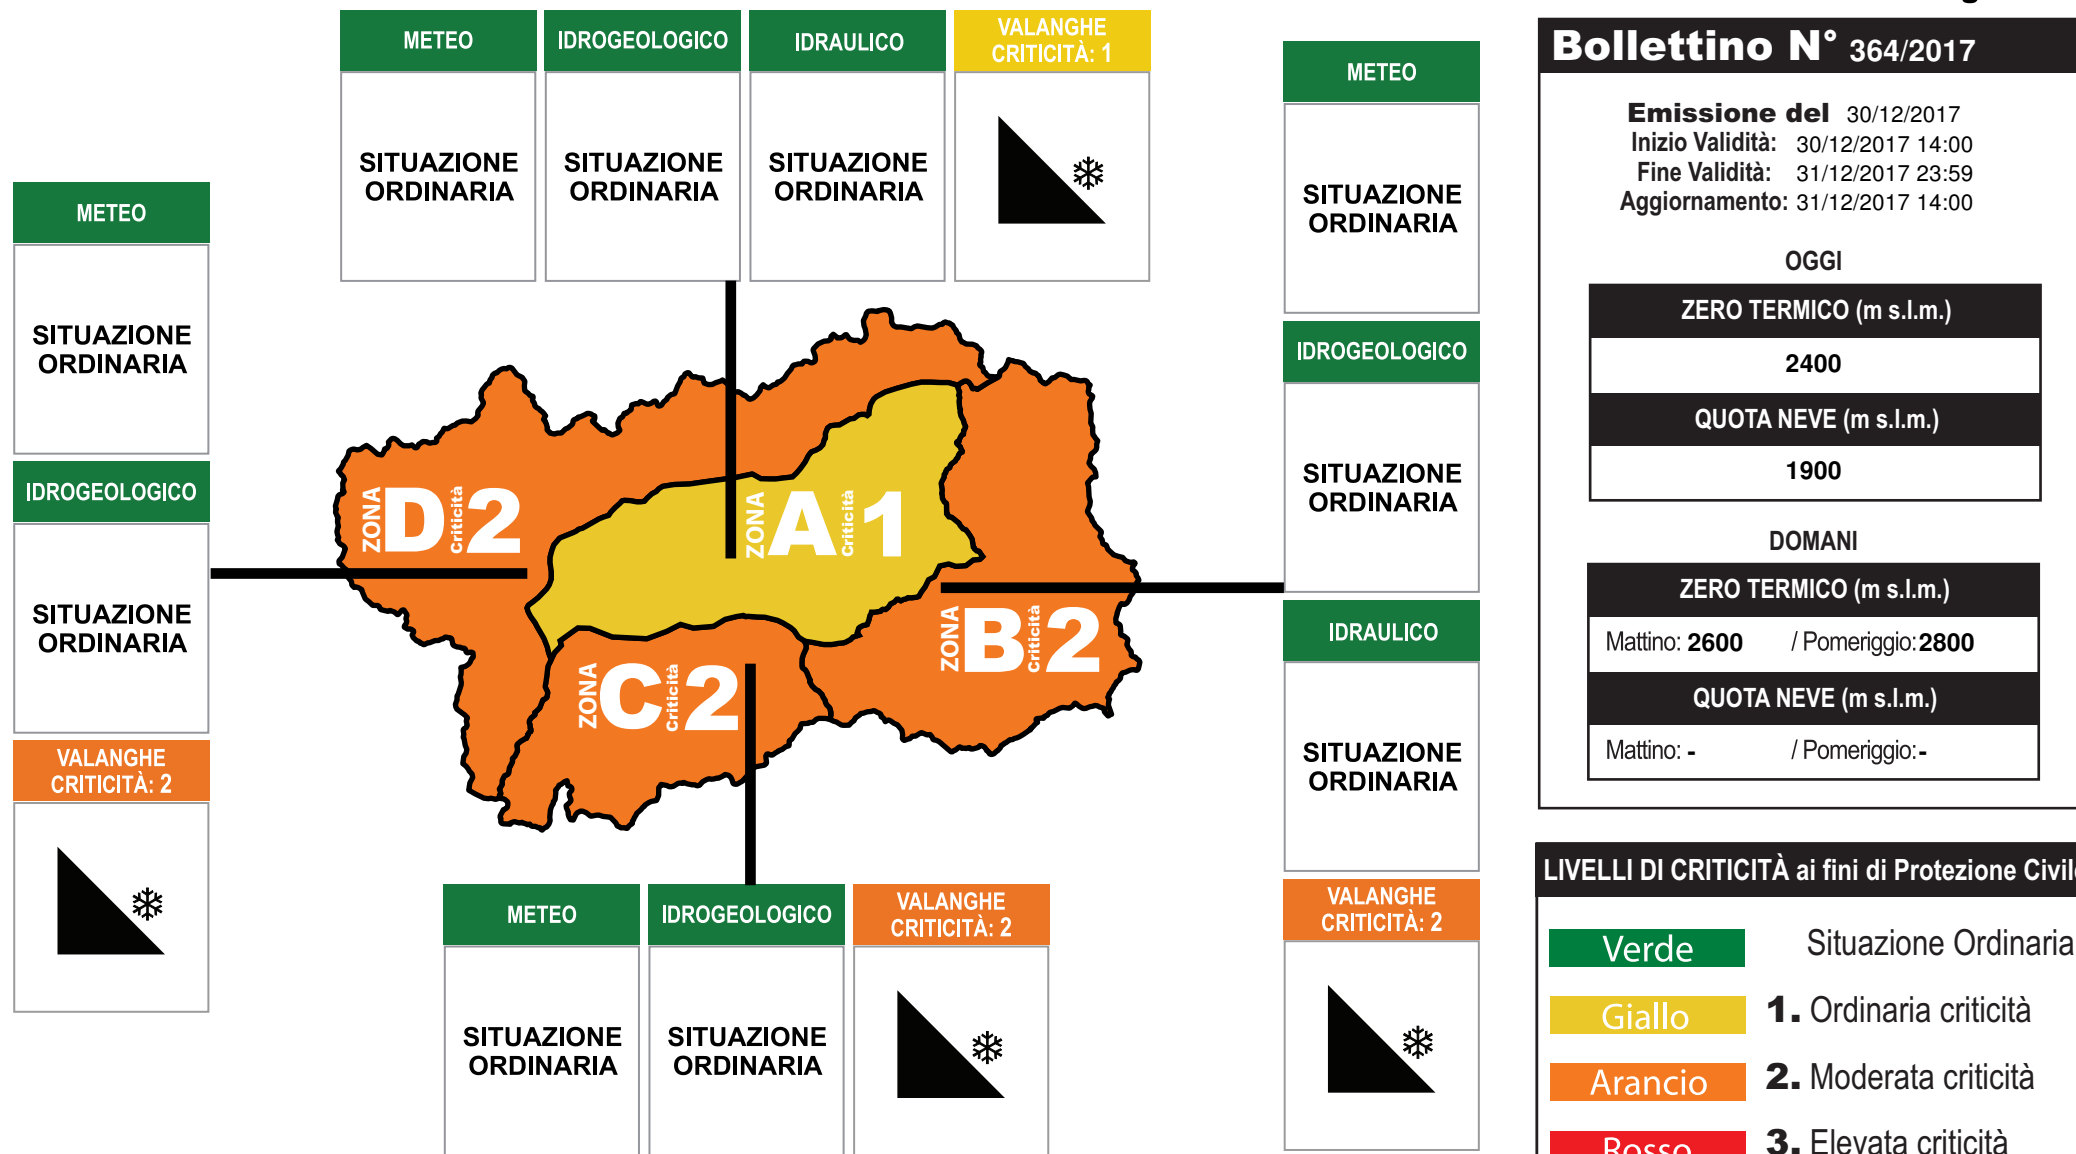 METEO
SITUAZIONE
ORDINARIA
IDROGEOLOGICO
SITUAZIONE
ORDINARIA
IDRAULICO
SITUAZIONE
ORDINARIA
VALANGHE
CRITICITÀ: 1
METEO
SITUAZIONE
ORDINARIA
IDROGEOLOGICO
SITUAZIONE
ORDINARIA
VALANGHE
CRITICITÀ: 2
ZONA D Criticità 2
ZONA A Criticità 1
ZONA C Criticità 2
ZONA B Criticità 2
METEO
SITUAZIONE
ORDINARIA
IDROGEOLOGICO
SITUAZIONE
ORDINARIA
VALANGHE
CRITICITÀ: 2
METEO
SITUAZIONE
ORDINARIA
IDROGEOLOGICO
SITUAZIONE
ORDINARIA
IDRAULICO
SITUAZIONE
ORDINARIA
VALANGHE
CRITICITÀ: 2
Bollettino N° 364/2017
Emissione del 30/12/2017
Inizio Validità: 30/12/2017 14:00
Fine Validità: 31/12/2017 23:59
Aggiornamento: 31/12/2017 14:00
OGGI
ZERO TERMICO (m s.l.m.)
2400
QUOTA NEVE (m s.l.m.)
1900
DOMANI
ZERO TERMICO (m s.l.m.)
Mattino: 2600 / Pomeriggio: 2800
QUOTA NEVE (m s.l.m.)
Mattino: - / Pomeriggio: -
LIVELLI DI CRITICITÀ ai fini di Protezione Civile
Verde Situazione Ordinaria
Giallo 1. Ordinaria criticità
Arancio 2. Moderata criticità
Rosso 3. Elevata criticità